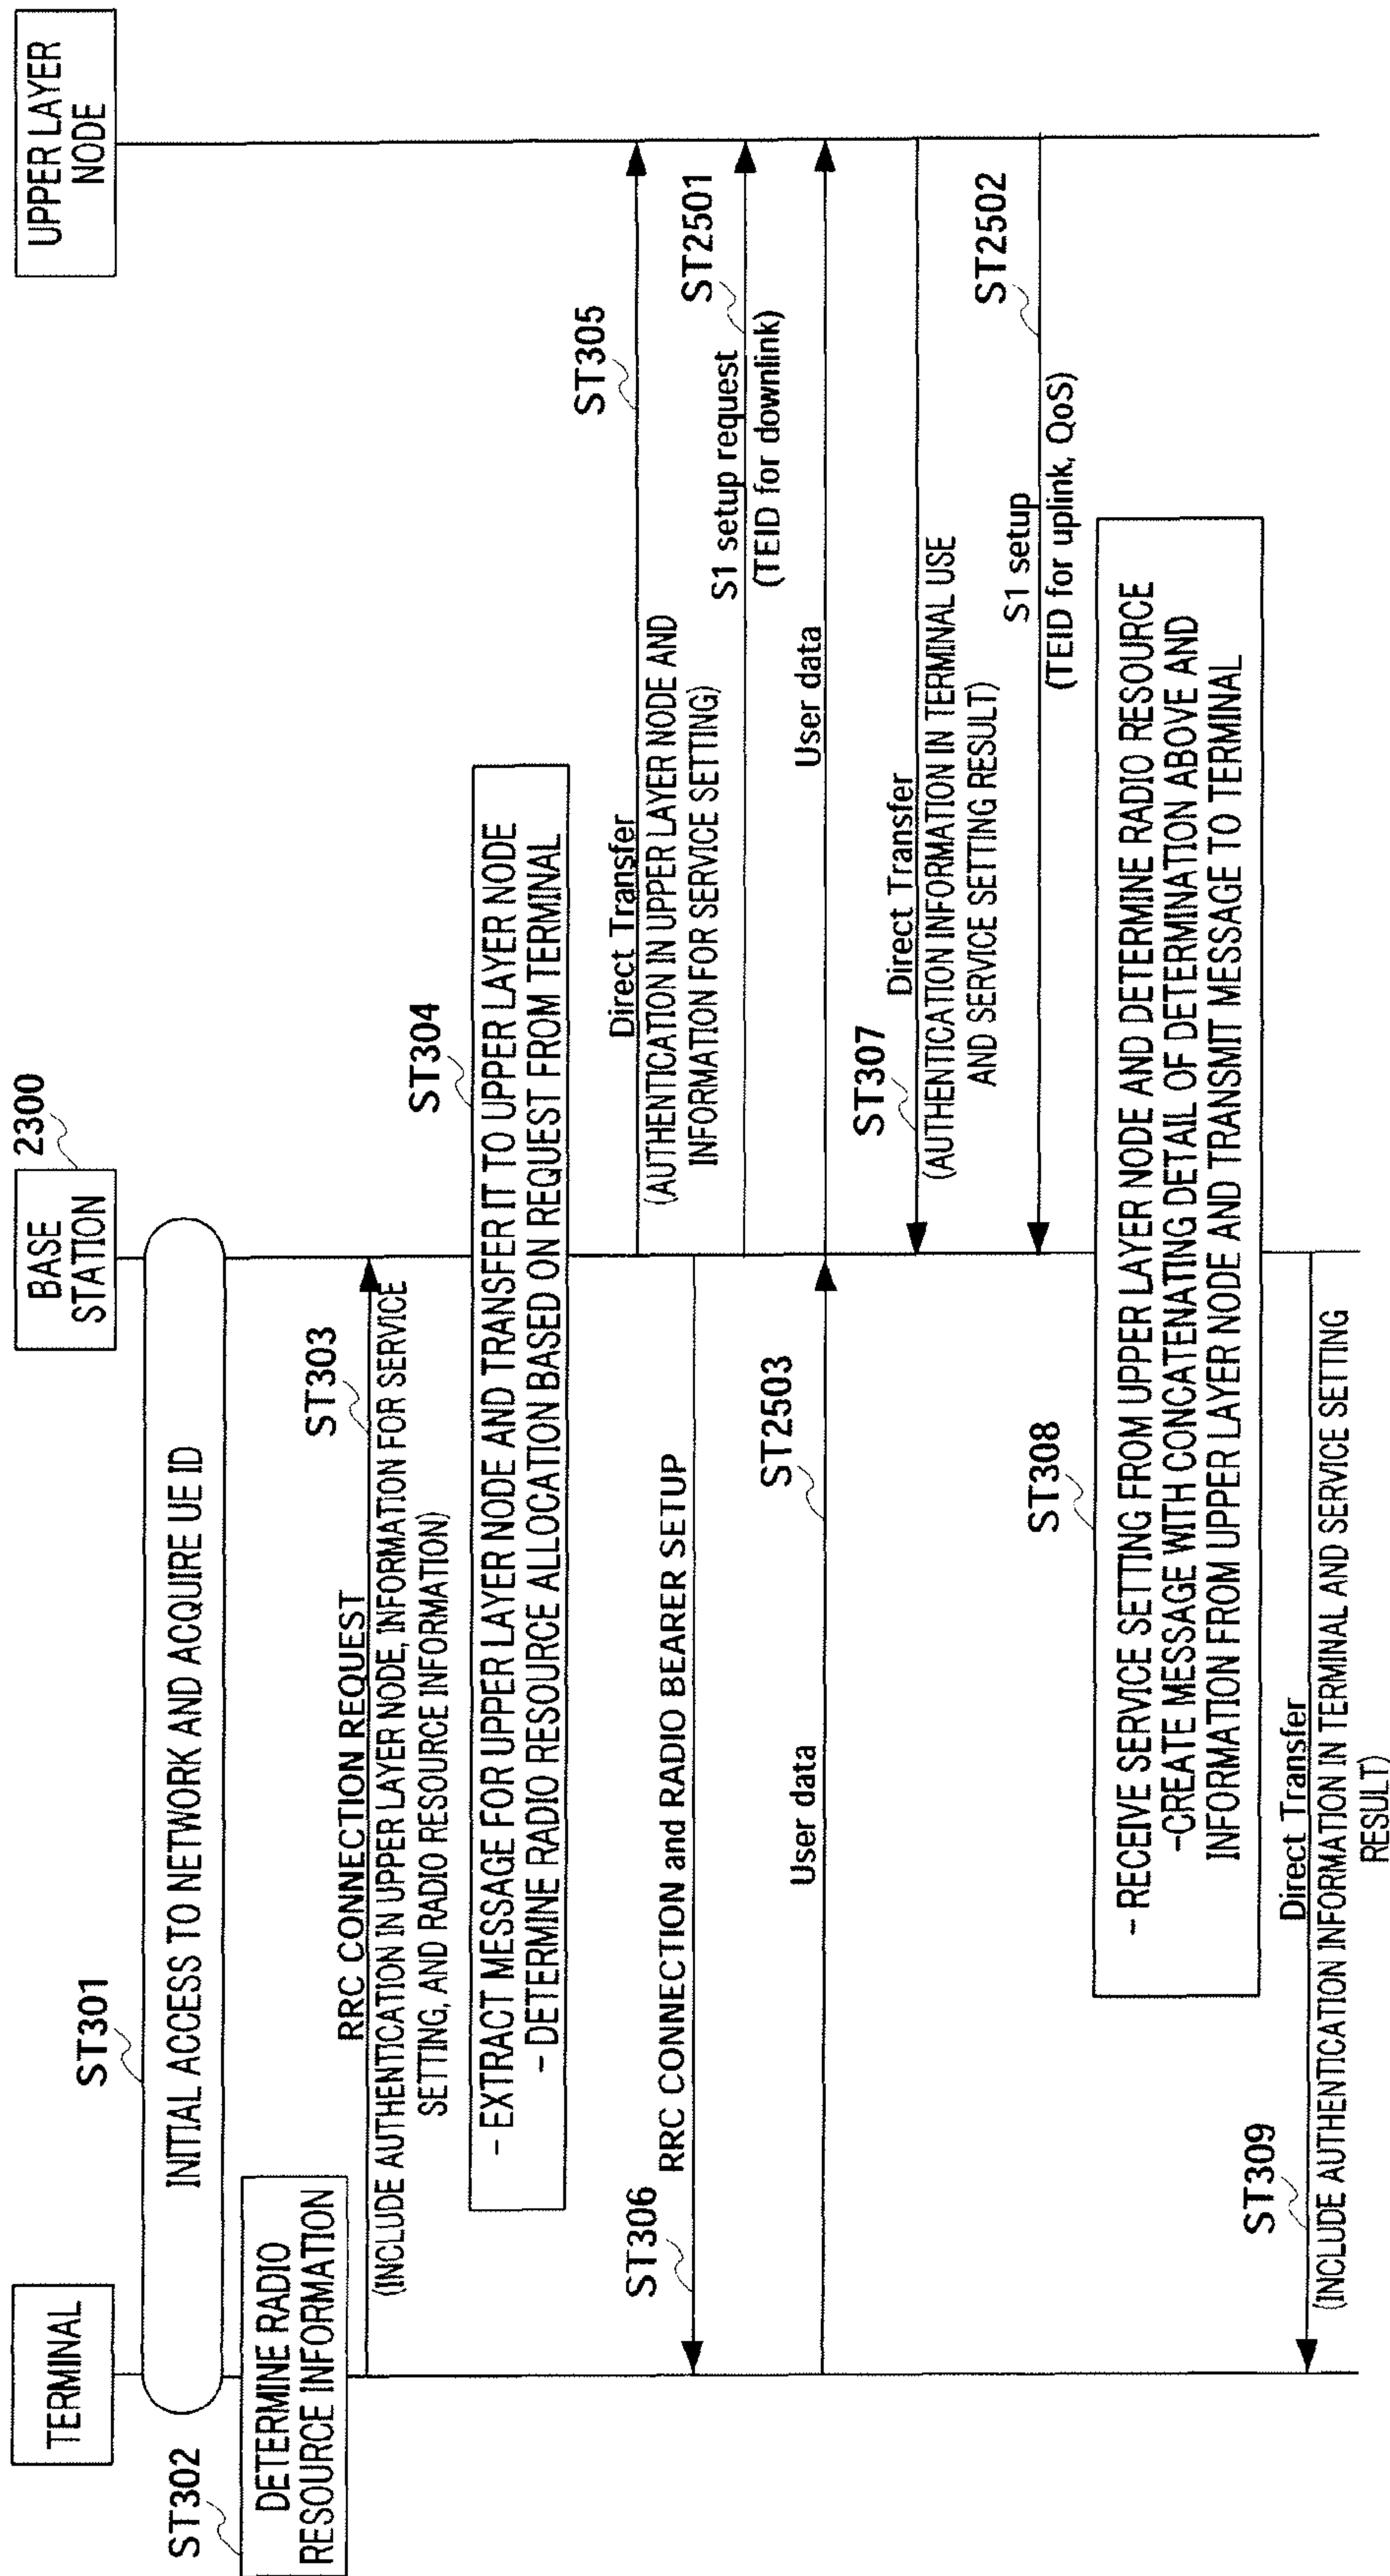 TERMINAL
BASE
STATION
2300
UPPER LAYER
NODE
ST301
INITIAL ACCESS TO NETWORK AND ACQUIRE UE ID
ST302
DETERMINE RADIO
RESOURCE INFORMATION
ST303
RRC CONNECTION REQUEST
(INCLUDE AUTHENTICATION IN UPPER LAYER NODE, INFORMATION FOR SERVICE
SETTING, AND RADIO RESOURCE INFORMATION)
ST304
- EXTRACT MESSAGE FOR UPPER LAYER NODE AND TRANSFER IT TO UPPER LAYER NODE
- DETERMINE RADIO RESOURCE ALLOCATION BASED ON REQUEST FROM TERMINAL
ST305
Direct Transfer
(AUTHENTICATION IN UPPER LAYER NODE AND
INFORMATION FOR SERVICE SETTING)
ST306
RRC CONNECTION and RADIO BEARER SETUP
ST2501
S1 setup request
(TEID for downlink)
ST2503
User data
User data
ST307
Direct Transfer
(AUTHENTICATION INFORMATION IN TERMINAL USE
AND SERVICE SETTING RESULT)
ST2502
S1 setup
(TEID for uplink, QoS)
ST308
- RECEIVE SERVICE SETTING FROM UPPER LAYER NODE AND DETERMINE RADIO RESOURCE
-CREATE MESSAGE WITH CONCATENATING DETAIL OF DETERMINATION ABOVE AND
INFORMATION FROM UPPER LAYER NODE AND TRANSMIT MESSAGE TO TERMINAL
ST309
Direct Transfer
(INCLUDE AUTHENTICATION INFORMATION IN TERMINAL AND SERVICE SETTING
RESULT)